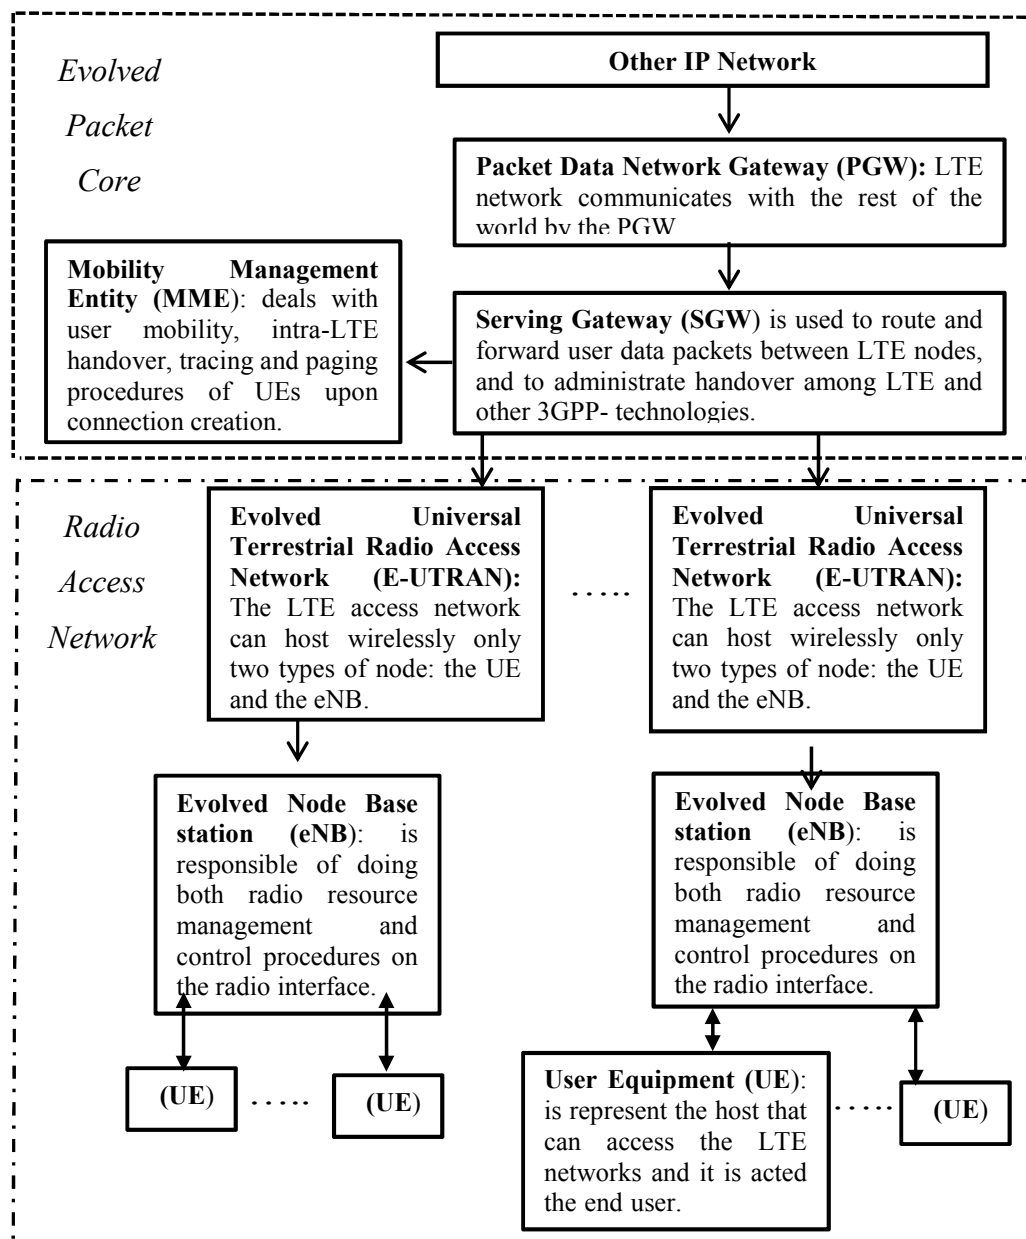 Evolved
Packet
Core
Other IP Network
Packet Data Network Gateway (PGW): LTE
network communicates with the rest of the
world by the PGW
Mobility Management
Entity (MME): deals with
user mobility, intra-LTE
handover, tracing and paging
procedures of UEs upon
connection creation.
Serving Gateway (SGW) is used to route and
forward user data packets between LTE nodes,
and to administrate handover among LTE and
other 3GPP- technologies.
Radio
Access
Network
Evolved Universal
Terrestrial Radio Access
Network (E-UTRAN):
The LTE access network
can host wirelessly only
two types of node: the UE
and the eNB.
.....
Evolved Universal
Terrestrial Radio Access
Network (E-UTRAN):
The LTE access network
can host wirelessly only
two types of node: the UE
and the eNB.
Evolved Node Base
station (eNB): is
responsible of doing
both radio resource
management and
control procedures on
the radio interface.
Evolved Node Base
station (eNB): is
responsible of doing
both radio resource
management and
control procedures on
the radio interface.
(UE)
.....
(UE)
User Equipment (UE):
is represent the host that
can access the LTE
networks and it is acted
the end user.
.....
(UE)